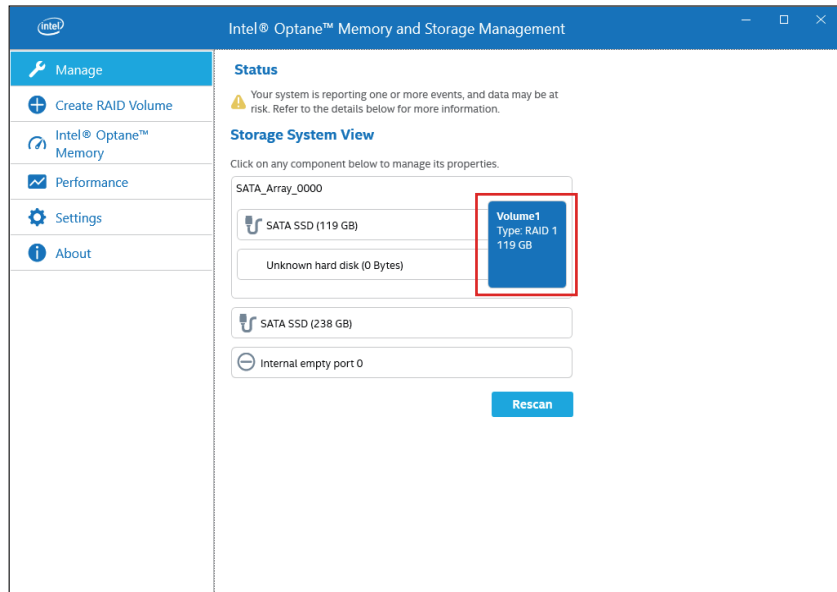 intel
Intel® Optane™ Memory and Storage Management
Manage
Create RAID Volume
Intel® Optane™
Memory
Performance
Settings
About
Status
Your system is reporting one or more events, and data may be at
risk. Refer to the details below for more information.
Storage System View
Click on any component below to manage its properties.
SATA_Array_0000
SATA SSD (119 GB)
Unknown hard disk (0 Bytes)
Volume1
Type: RAID 1
119 GB
SATA SSD (238 GB)
Internal empty port 0
Rescan